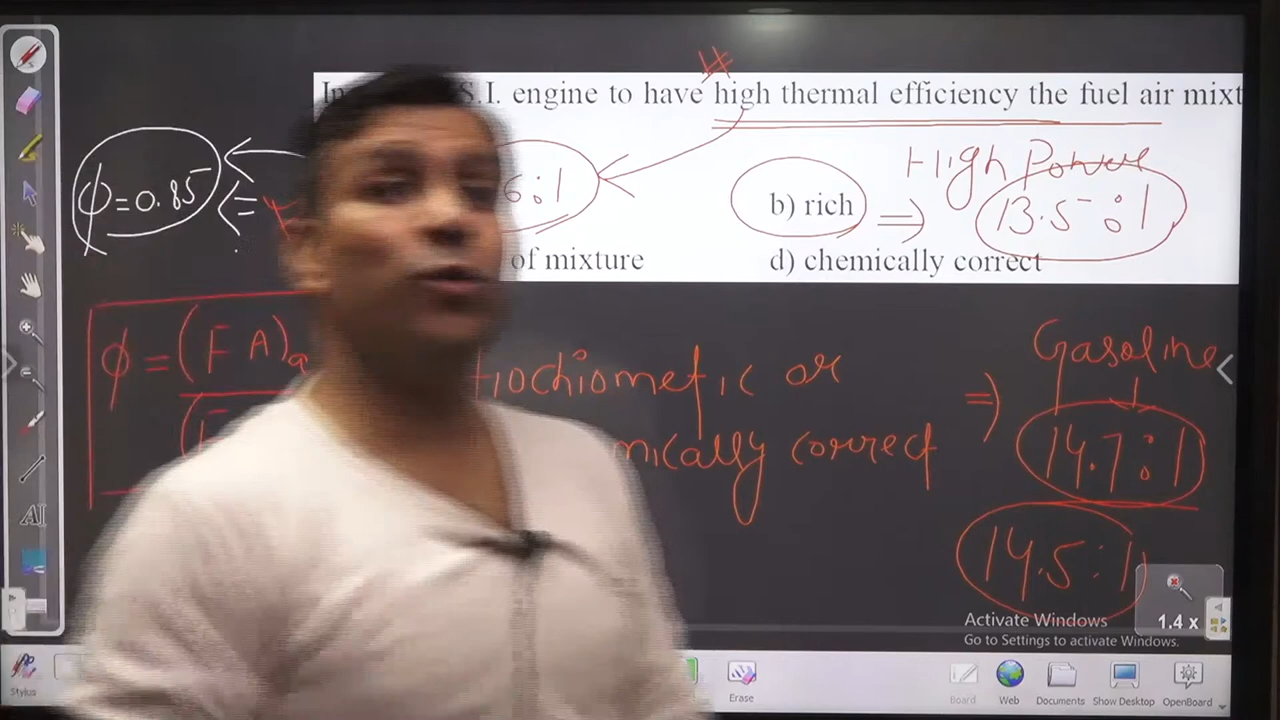 S.I. engine to have high thermal efficiency the fuel air mixt
High Power
ϕ=0.85
6:1
b) rich ⇒ 13.5:1
of mixture
d) chemically correct
ϕ = (F A)a
tiochiometic or
mically correct
⇒ Gasoline
14.7:1
14.5:1
Activate Windows
Go to Settings to activate Windows.
1.4 x
AI
Stylus
Erase
Board
Web
Documents
Show Desktop
OpenBoard